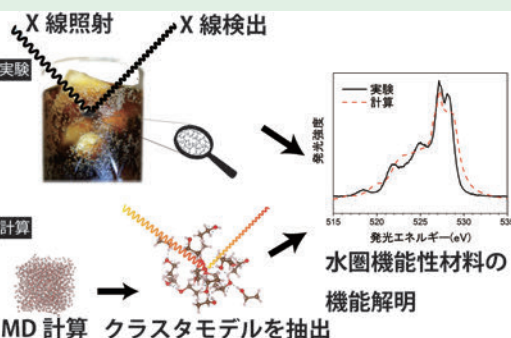 X 線照射
X 線検出
実験
実験
計算
発光強度
515
520
525
530
535
発光エネルギー(eV)
計算
水圏機能性材料の
機能解明
MD 計算
クラスタモデルを抽出